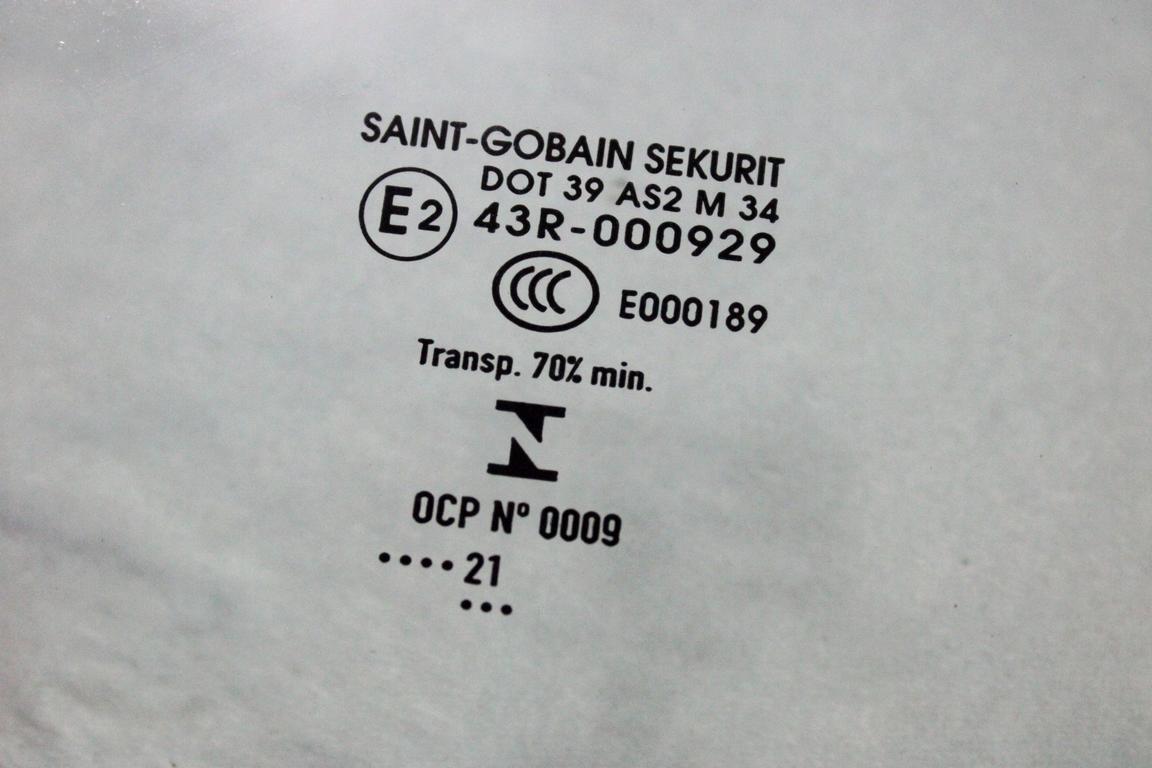 SAINT-GOBAIN SEKURIT
DOT 39 AS2 M 34
E2 43R-000929
CCC E000189
Transp. 70% min.
OCP Nº 0009
•••• 21
•••